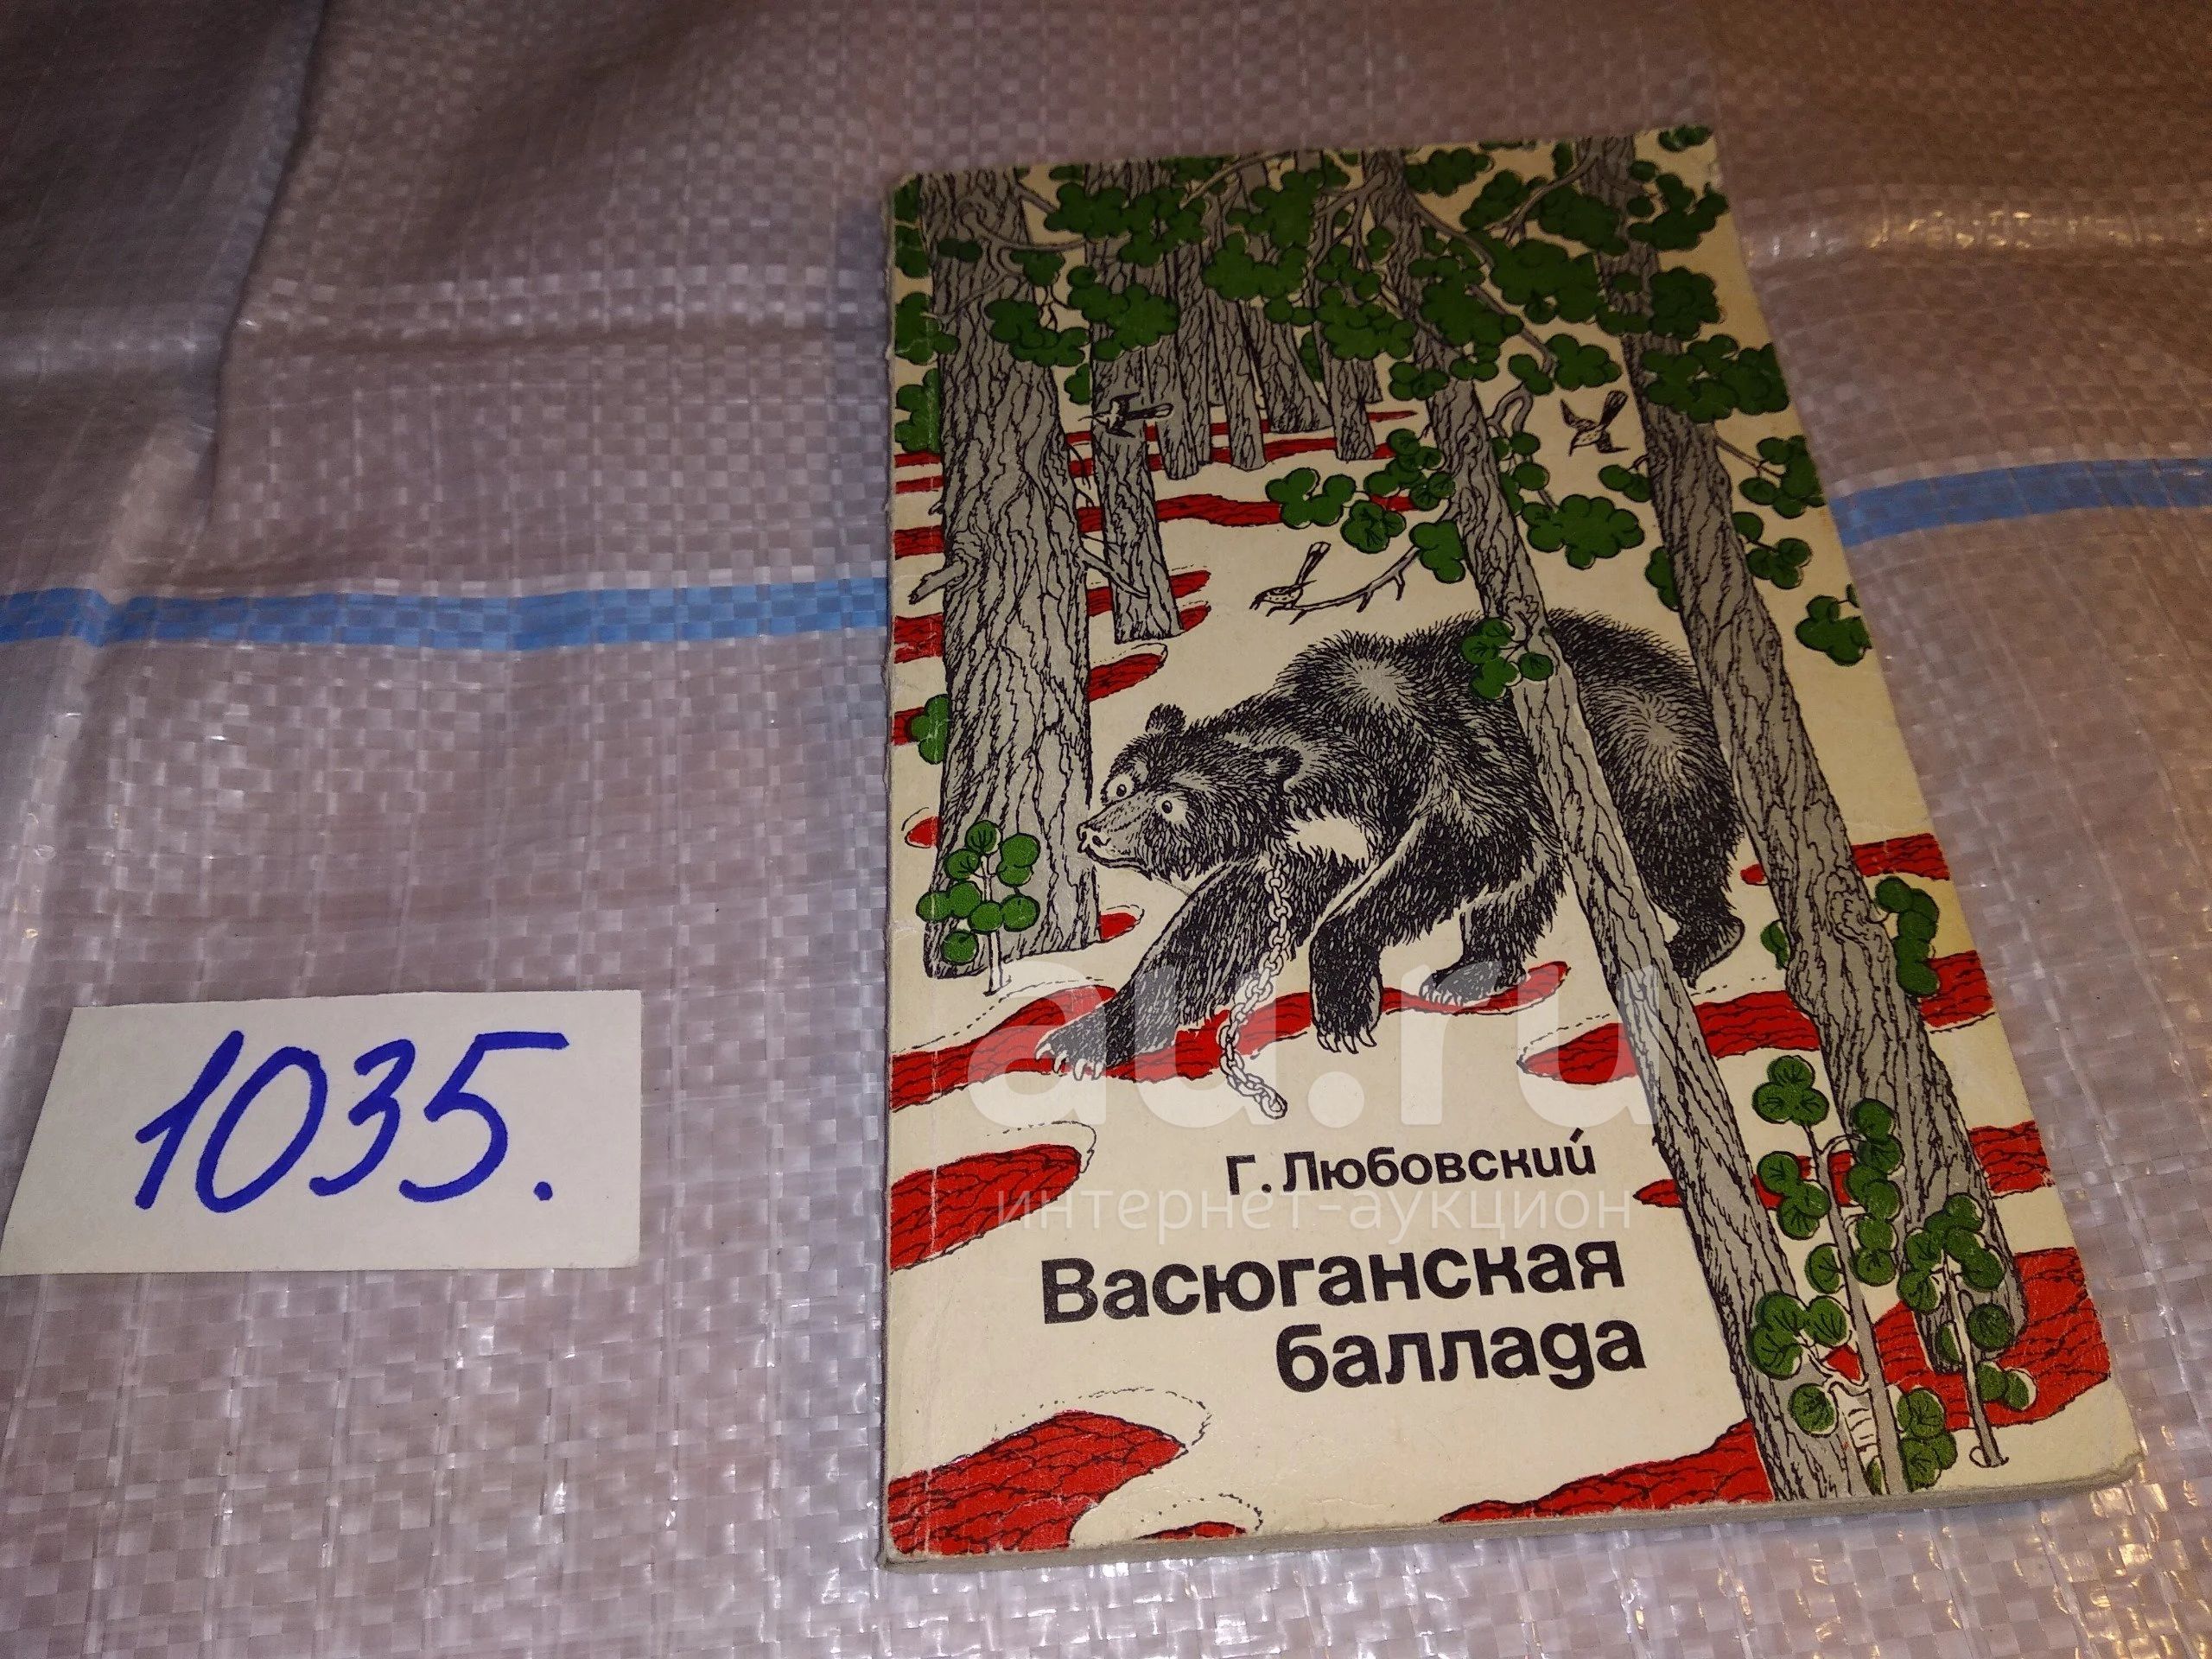 1035.
au.ru
Г. Любовский
интернет-аукцион
Васюганская
баллада